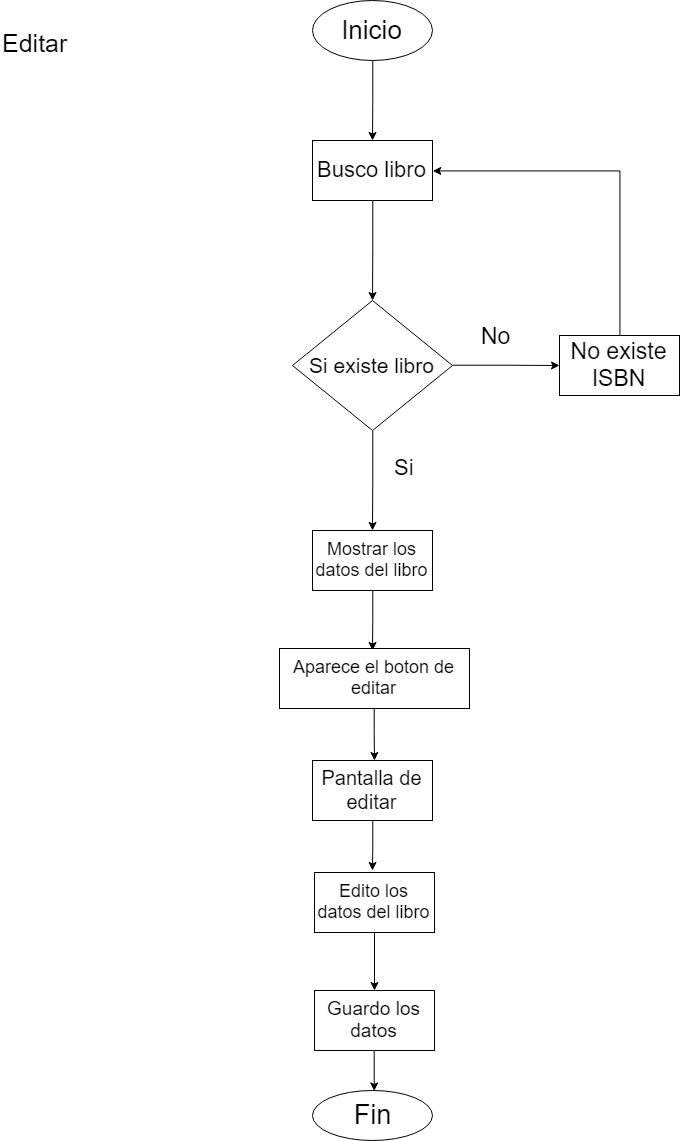 Inicio
Editar
Busco libro
Si existe libro
No
No existe
ISBN
Si
Mostrar los
datos del libro
Aparece el boton de
editar
Pantalla de
editar
Edito los
datos del libro
Guardo los
datos
Fin